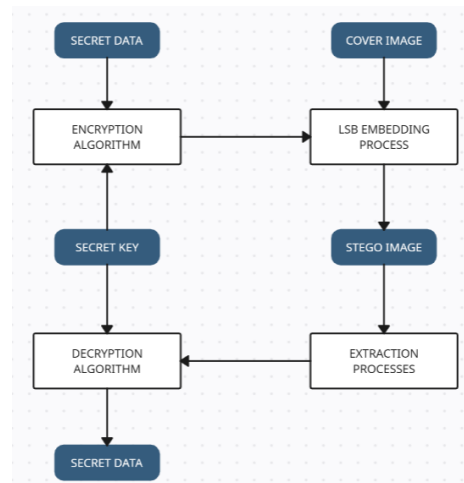 SECRET DATA
COVER IMAGE
ENCRYPTION
ALGORITHM
LSB EMBEDDING
PROCESS
SECRET KEY
STEGO IMAGE
DECRYPTION
ALGORITHM
EXTRACTION
PROCESSES
SECRET DATA